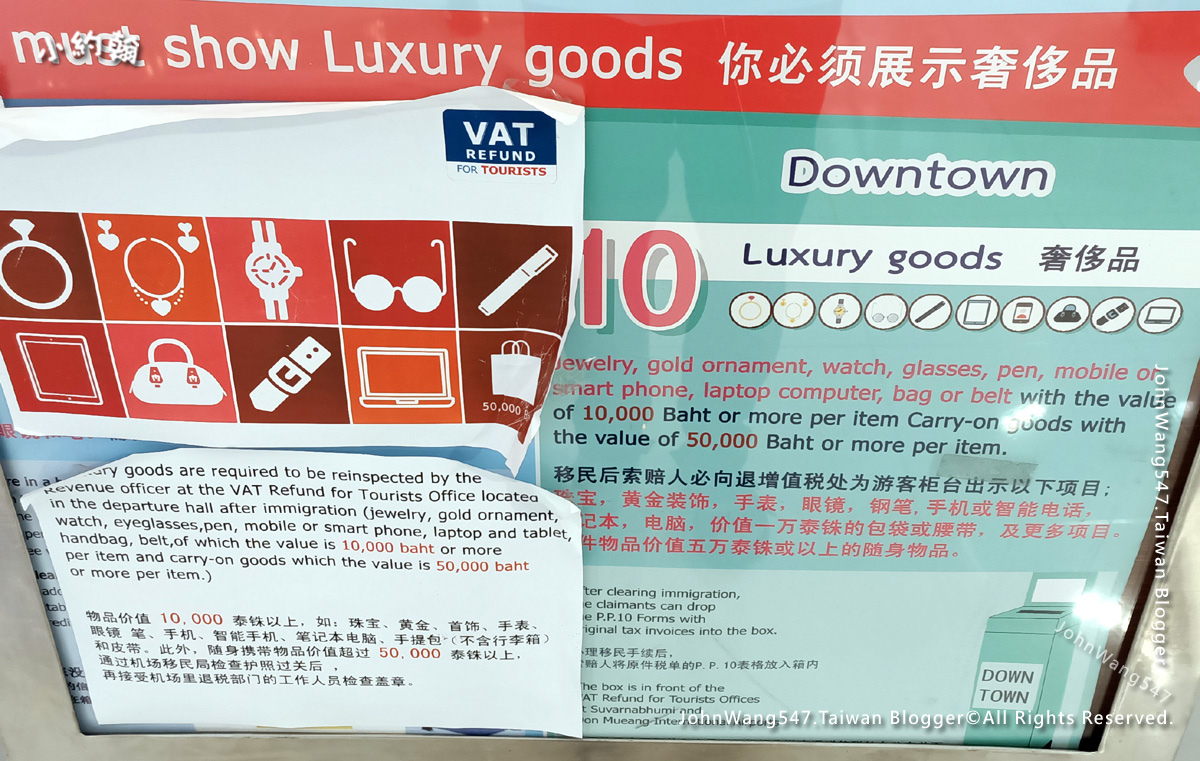 小約翰
must show Luxury goods 你必须展示奢侈品
VAT
REFUND
FOR TOURISTS
50,000
goods are required to be reinspected by the
Revenue officer at the VAT Refund for Tourists Office located
in the departure hall after immigration (jewelry, gold ornament,
watch, eyeglasses,pen, mobile or smart phone, laptop and tablet,
handbag, belt,of which the value is 10,000 baht or more
per item and carry-on goods which the value is 50,000 baht
or more per item.)
物品价值 10,000 泰铢以上，如：珠宝、黄金、首饰、手表、
眼镜 笔、手机、智能手机、笔记本电脑、手提包（不含行李箱）
和皮带。此外，随身携带物品价值超过 50,000 泰铢以上，
通过机场移民局检查护照过关后 ，
再接受机场里退税部门的工作人员检查盖章。
Downtown
10
Luxury goods 奢侈品
jewelry, gold ornament, watch, glasses, pen, mobile or
smart phone, laptop computer, bag or belt with the value
of 10,000 Baht or more per item Carry-on goods with
the value of 50,000 Baht or more per item.
移民后索赔人必向退增值税处为游客柜台出示以下项目；
珠宝，黄金装饰，手表，眼镜，钢笔,手机或智能电话，
记本，电脑，价值一万泰铢的包袋或腰带，及更多项目。
件物品价值五万泰铢或以上的随身物品。
after clearing immigration,
claimants can drop
P.P.10 Forms with
original tax invoices into the box.
理移民手续后，
赔人将原件税单的P.P.10表格放入箱内
The box is in front of the
VAT Refund for Tourists Offices
t Suvarnabhumi and
Don Mueang
DOWN
TOWN
JohnWang547.Taiwan Blogger
JohnWang547
JohnWang547.Taiwan Blogger©All Rights Reserved.